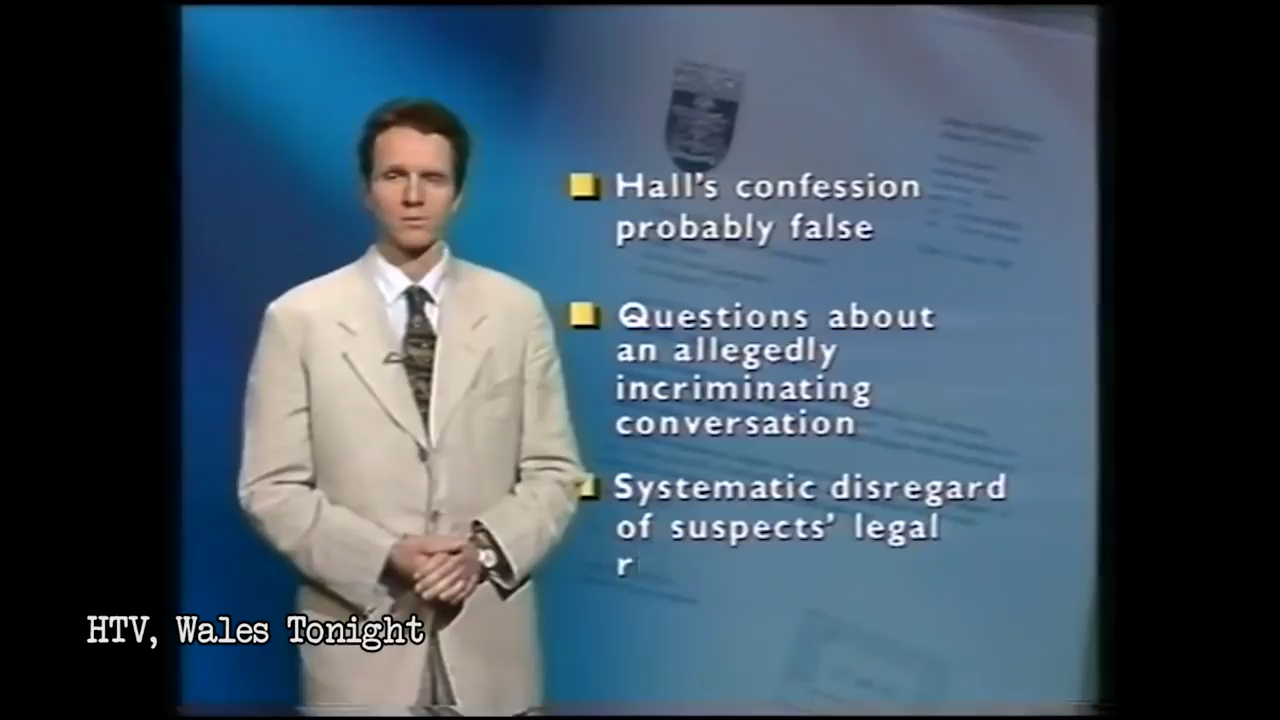 Hall's confession
probably false
Questions about
an allegedly
incriminating
conversation
Systematic disregard
of suspects' legal
r
HTV, Wales Tonight